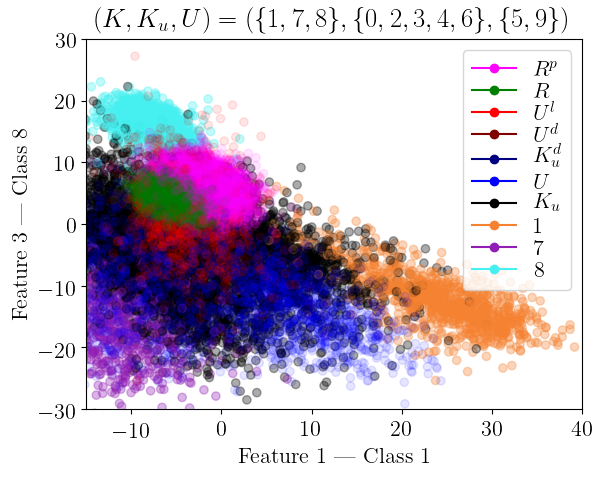 (K, K_u, U) = ({1, 7, 8}, {0, 2, 3, 4, 6}, {5, 9})
30
20
10
0
−10
−20
−30
Feature 3 — Class 8
R^p
R
U^l
U^d
K_u^d
U
K_u
1
7
8
−10
0
10
20
30
40
Feature 1 — Class 1